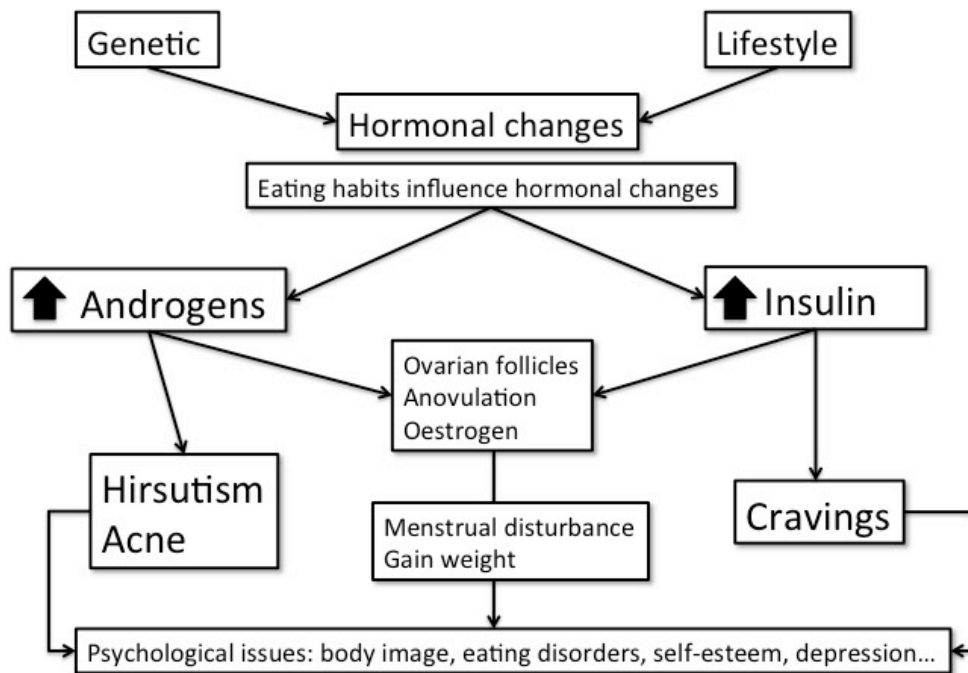 Genetic
Lifestyle
Hormonal changes
Eating habits influence hormonal changes
Androgens
Insulin
Ovarian follicles
Anovulation
Oestrogen
Hirsutism
Acne
Cravings
Menstrual disturbance
Gain weight
Psychological issues: body image, eating disorders, self-esteem, depression...